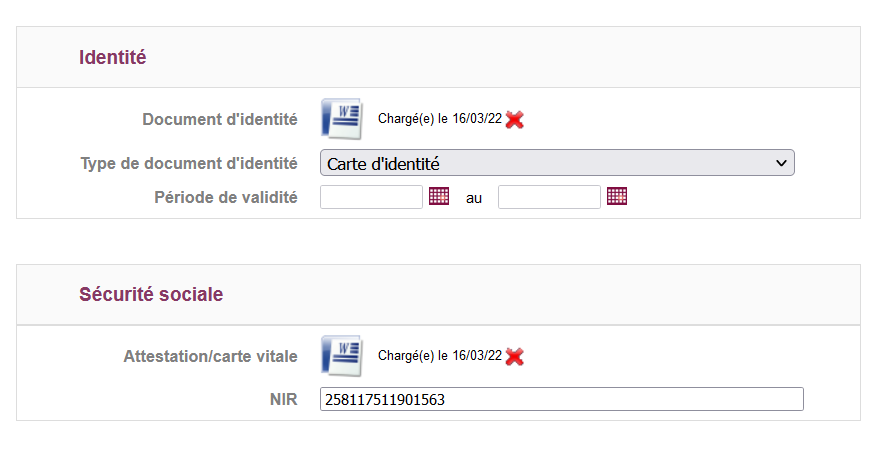 Identité
Document d'identité Chargé(e) le 16/03/22
Type de document d'identité Carte d'identité
Période de validité au
Sécurité sociale
Attestation/carte vitale Chargé(e) le 16/03/22
NIR 258117511901563